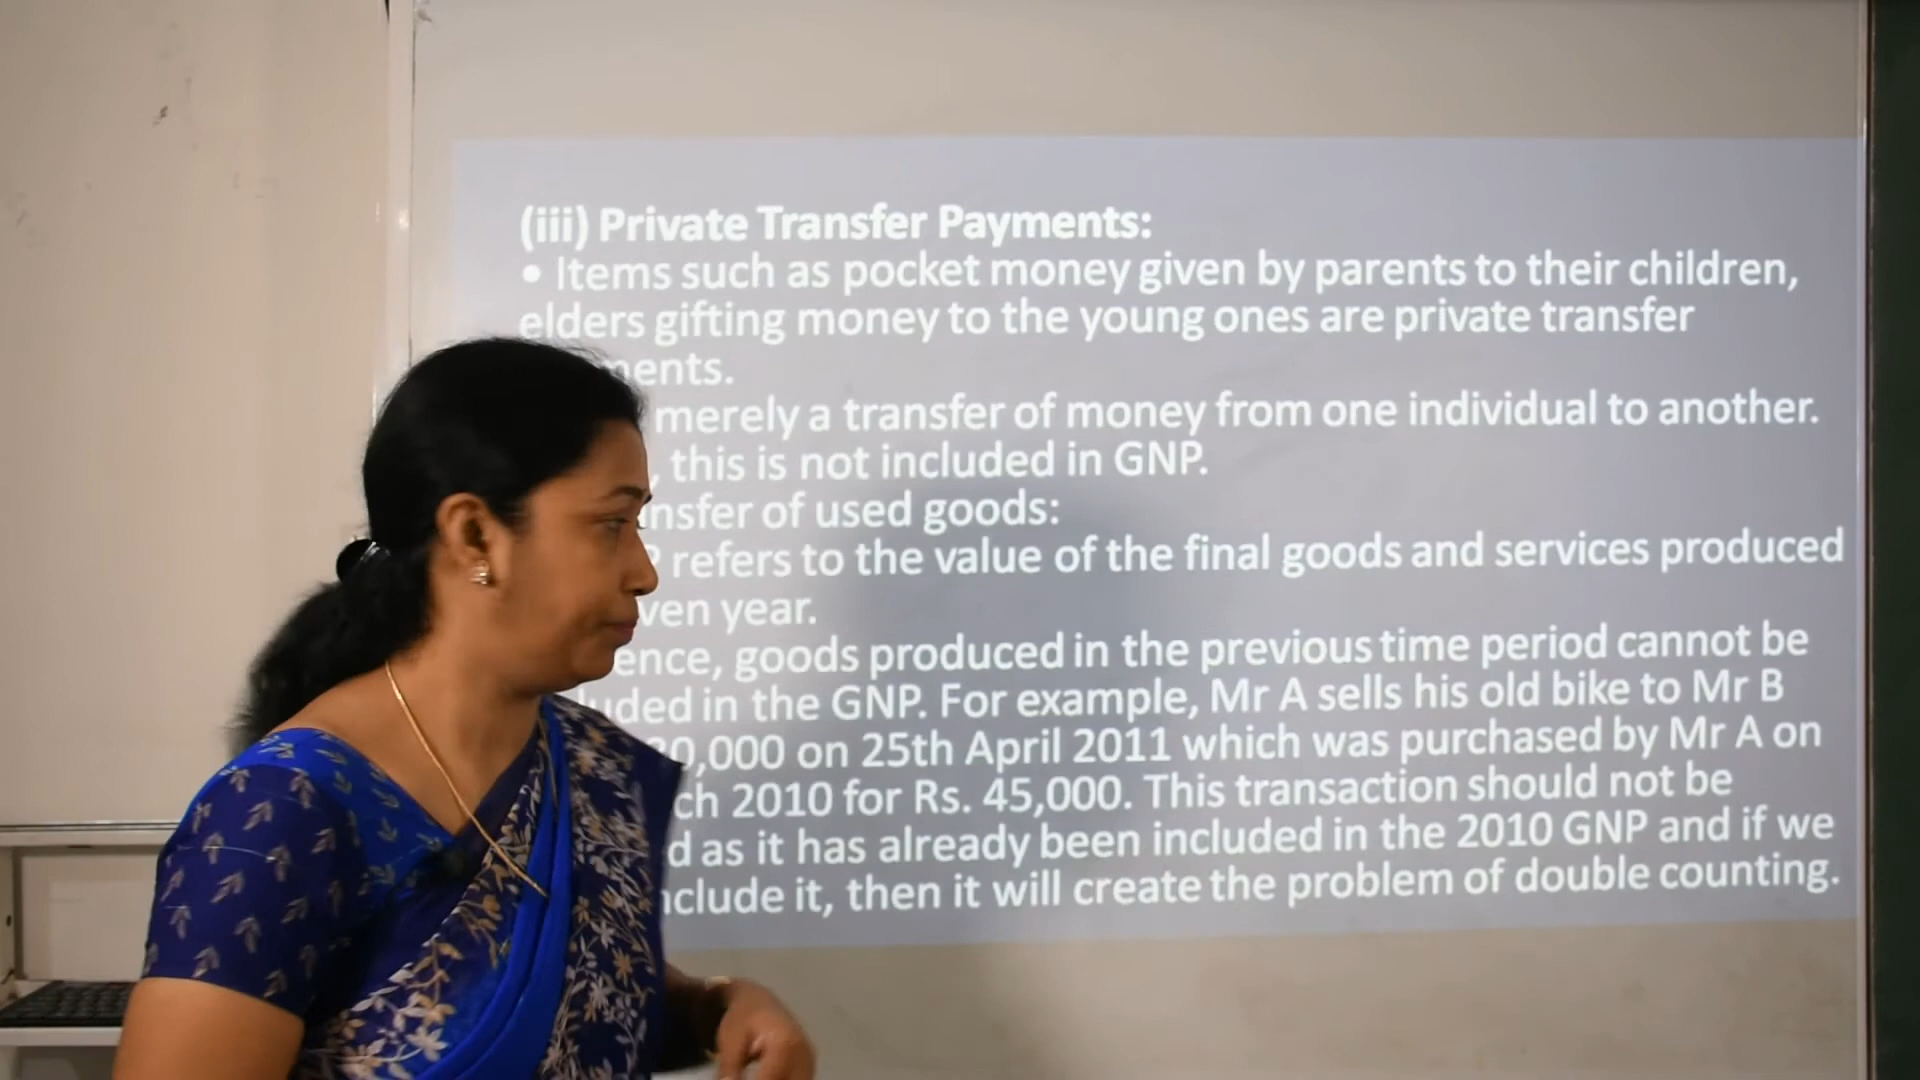 (iii) Private Transfer Payments:
• Items such as pocket money given by parents to their children,
elders gifting money to the young ones are private transfer
ments.
merely a transfer of money from one individual to another.
, this is not included in GNP.
nsfer of used goods:
refers to the value of the final goods and services produced
ven year.
ence, goods produced in the previous time period cannot be
uded in the GNP. For example, Mr A sells his old bike to Mr B
0,000 on 25th April 2011 which was purchased by Mr A on
ch 2010 for Rs. 45,000. This transaction should not be
d as it has already been included in the 2010 GNP and if we
nclude it, then it will create the problem of double counting.